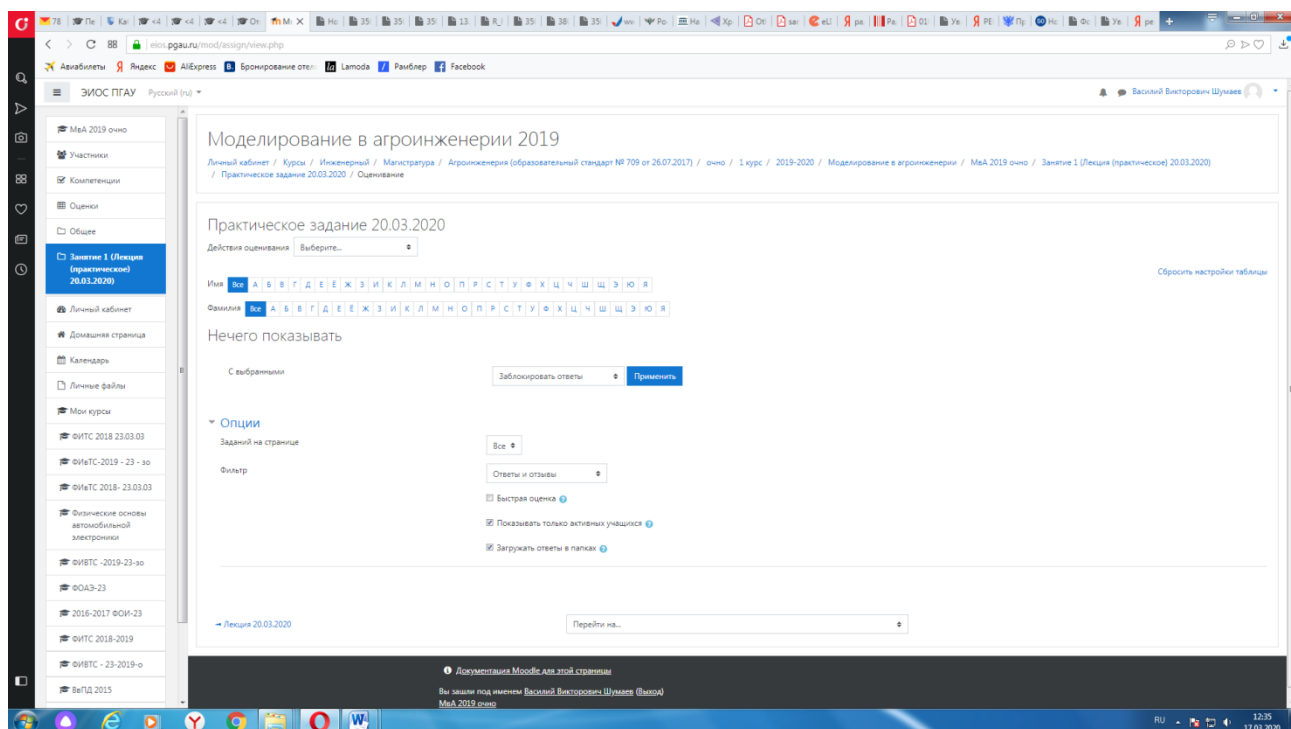 eios.pgau.ru/mod/assign/view.php
Авиабилеты Яндекс AliExpress Бронирование отел Lamoda Рамблер Facebook
ЭИОС ПГАУ Русский (ru)
Василий Викторович Шумаев
МвА 2019 очно
Участники
Компетенции
Оценки
Общее
Занятие 1 (Лекция
(практическое)
20.03.2020)
Личный кабинет
Домашняя страница
Календарь
Личные файлы
Мои курсы
ФИТС 2018 23.03.03
ФИвТС-2019 - 23 - зо
ФИвТС 2018- 23.03.03
Физические основы
автомобильной
электроники
ФИВТС -2019-23-зо
ФОАЭ-23
2016-2017 ФОИ-23
ФИТС 2018-2019
ФИВТС - 23-2019-о
ВвПД 2015
Моделирование в агроинженерии 2019
Личный кабинет / Курсы / Инженерный / Магистратура / Агроинженерия (образовательный стандарт № 709 от 26.07.2017) / очно / 1 курс / 2019-2020 / Моделирование в агроинженерии / МвА 2019 очно / Занятие 1 (Лекция (практическое) 20.03.2020)
/ Практическое задание 20.03.2020 / Оценивание
Практическое задание 20.03.2020
Действия оценивания Выберите...
Сбросить настройки таблицы
Имя Все А Б В Г Д Е Ё Ж З И К Л М Н О П Р С Т У Ф Х Ц Ч Ш Щ Э Ю Я
Фамилия Все А Б В Г Д Е Ё Ж З И К Л М Н О П Р С Т У Ф Х Ц Ч Ш Щ Э Ю Я
Нечего показывать
С выбранными Заблокировать ответы Применить
Опции
Заданий на странице Все
Фильтр Ответы и отзывы
Быстрая оценка
Показывать только активных учащихся
Загружать ответы в папках
Лекция 20.03.2020 Перейти на...
Документация Moodle для этой страницы
Вы зашли под именем Василий Викторович Шумаев (Выход)
МвА 2019 очно
RU 12:35
17.03.2020